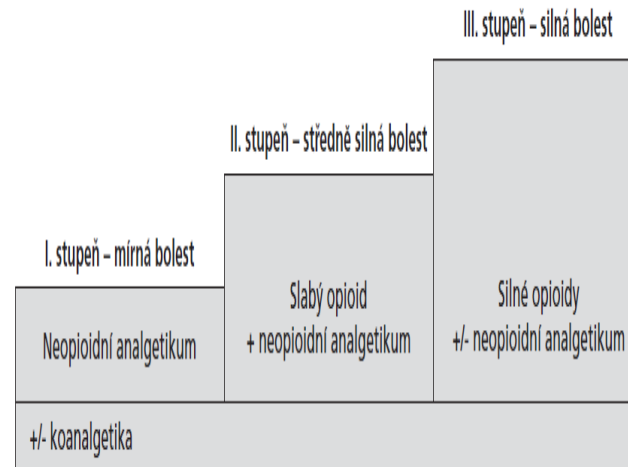 III. stupeň – silná bolest
II. stupeň – středně silná bolest
I. stupeň – mírná bolest
Neopioidní analgetikum
Slabý opioid
+ neopioidní analgetikum
Silné opioidy
+/- neopioidní analgetikum
+/- koanalgetika